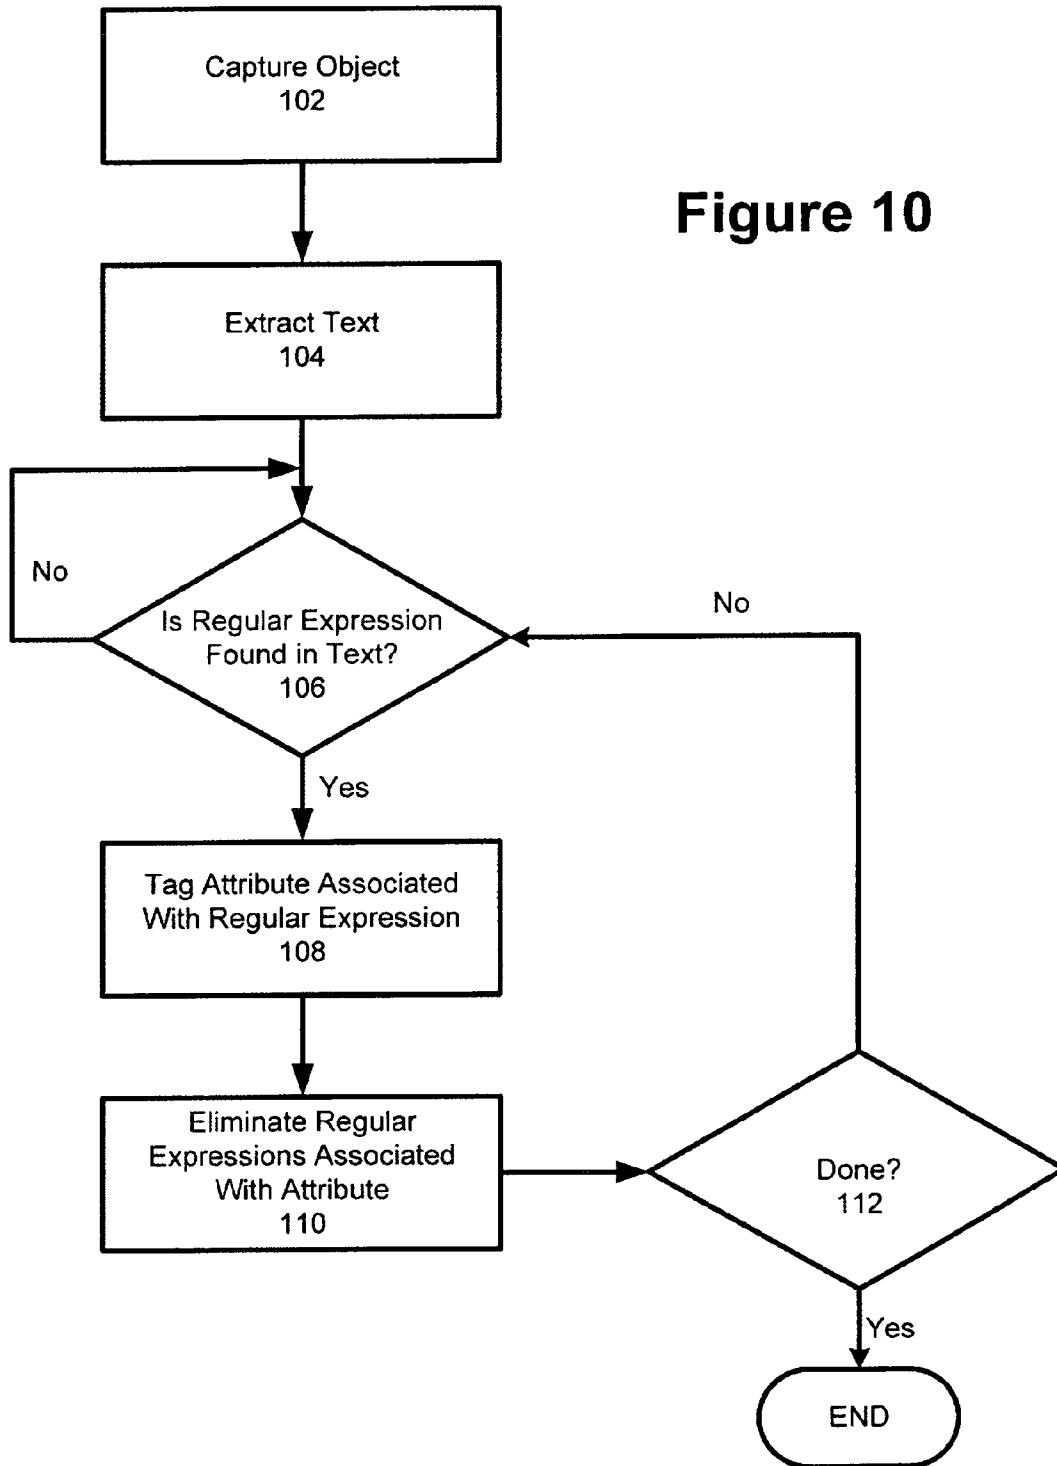 Capture Object
102
Figure 10
Extract Text
104
No
Is Regular Expression
Found in Text?
106
No
Yes
Tag Attribute Associated
With Regular Expression
108
Eliminate Regular
Expressions Associated
With Attribute
110
Done?
112
Yes
END